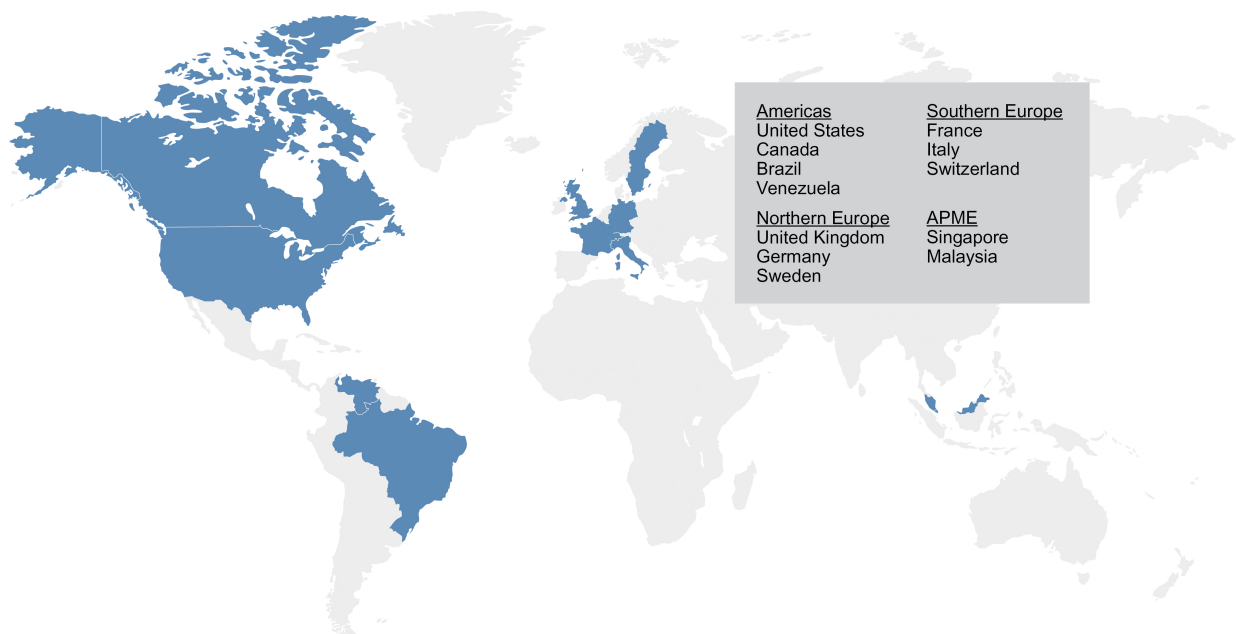 Americas
United States
Canada
Brazil
Venezuela
Northern Europe
United Kingdom
Germany
Sweden
Southern Europe
France
Italy
Switzerland
APME
Singapore
Malaysia